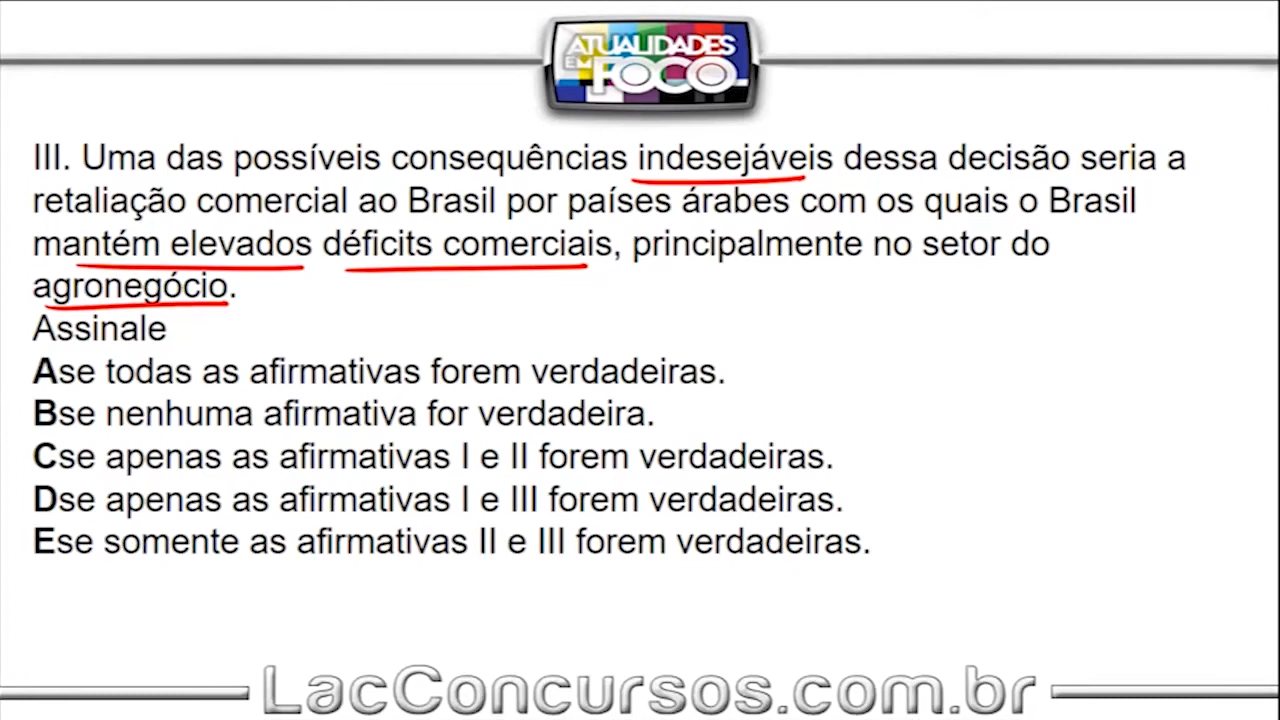 ATUALIDADES
EM FOCO
III. Uma das possíveis consequências indesejáveis dessa decisão seria a
retaliação comercial ao Brasil por países árabes com os quais o Brasil
mantém elevados déficits comerciais, principalmente no setor do
agronegócio.
Assinale
Ase todas as afirmativas forem verdadeiras.
Bse nenhuma afirmativa for verdadeira.
Cse apenas as afirmativas I e II forem verdadeiras.
Dse apenas as afirmativas I e III forem verdadeiras.
Ese somente as afirmativas II e III forem verdadeiras.
LacConcursos.com.br